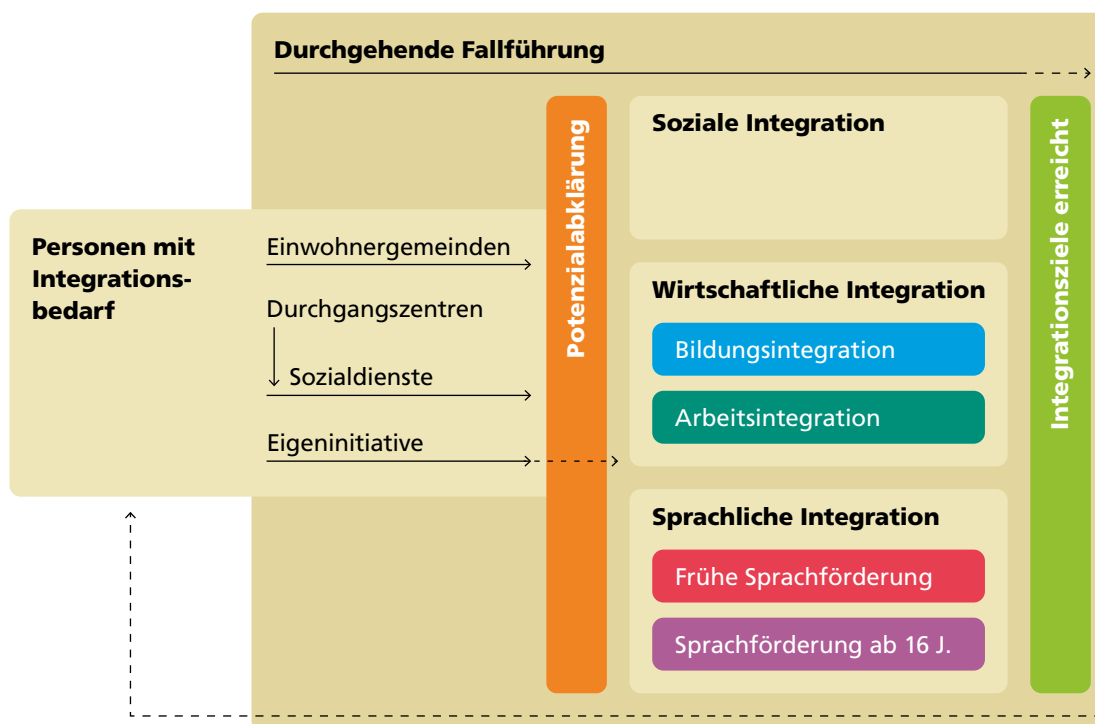 Durchgehende Fallführung
Personen mit
Integrations-
bedarf
Einwohnergemeinden
Durchgangszentren
Sozialdienste
Eigeninitiative
Potenzialabklärung
Soziale Integration
Wirtschaftliche Integration
Bildungsintegration
Arbeitsintegration
Sprachliche Integration
Frühe Sprachförderung
Sprachförderung ab 16 J.
Integrationsziele erreicht